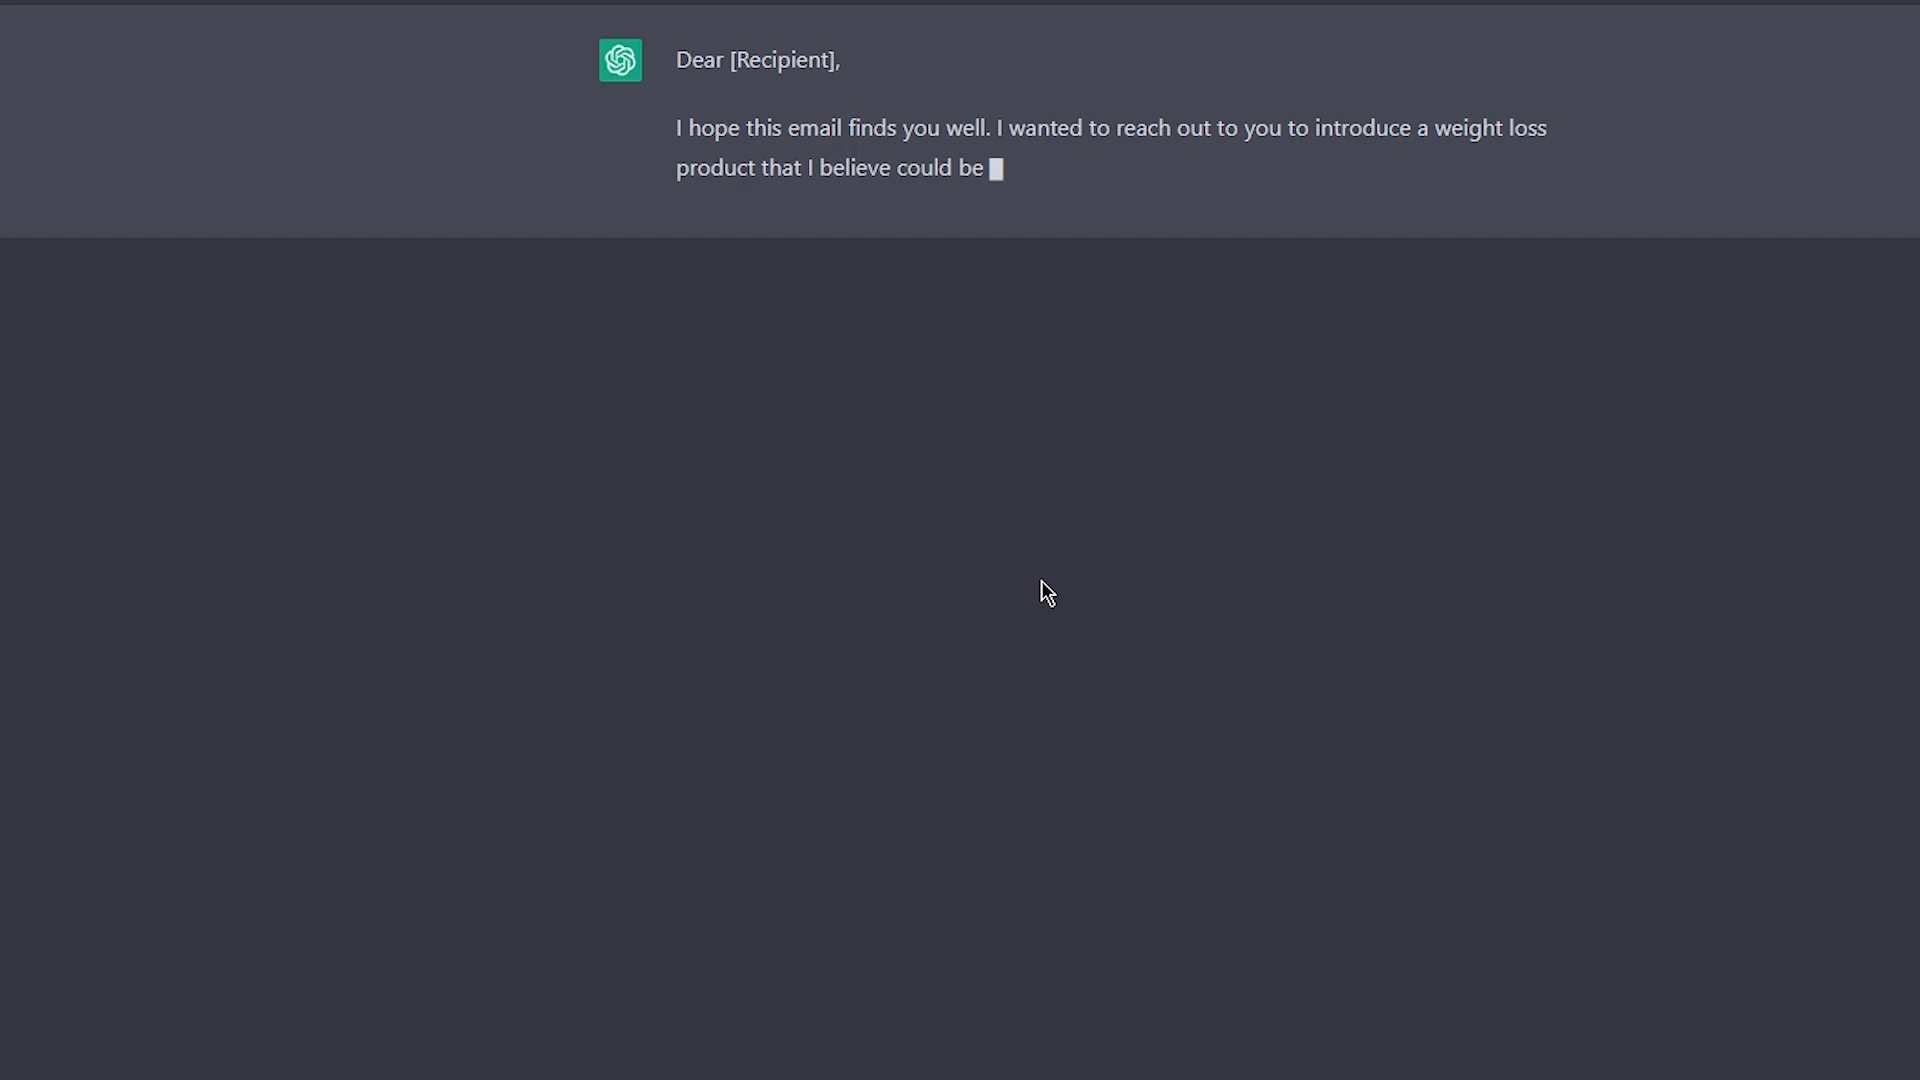 Dear [Recipient],
I hope this email finds you well. I wanted to reach out to you to introduce a weight loss
product that I believe could be